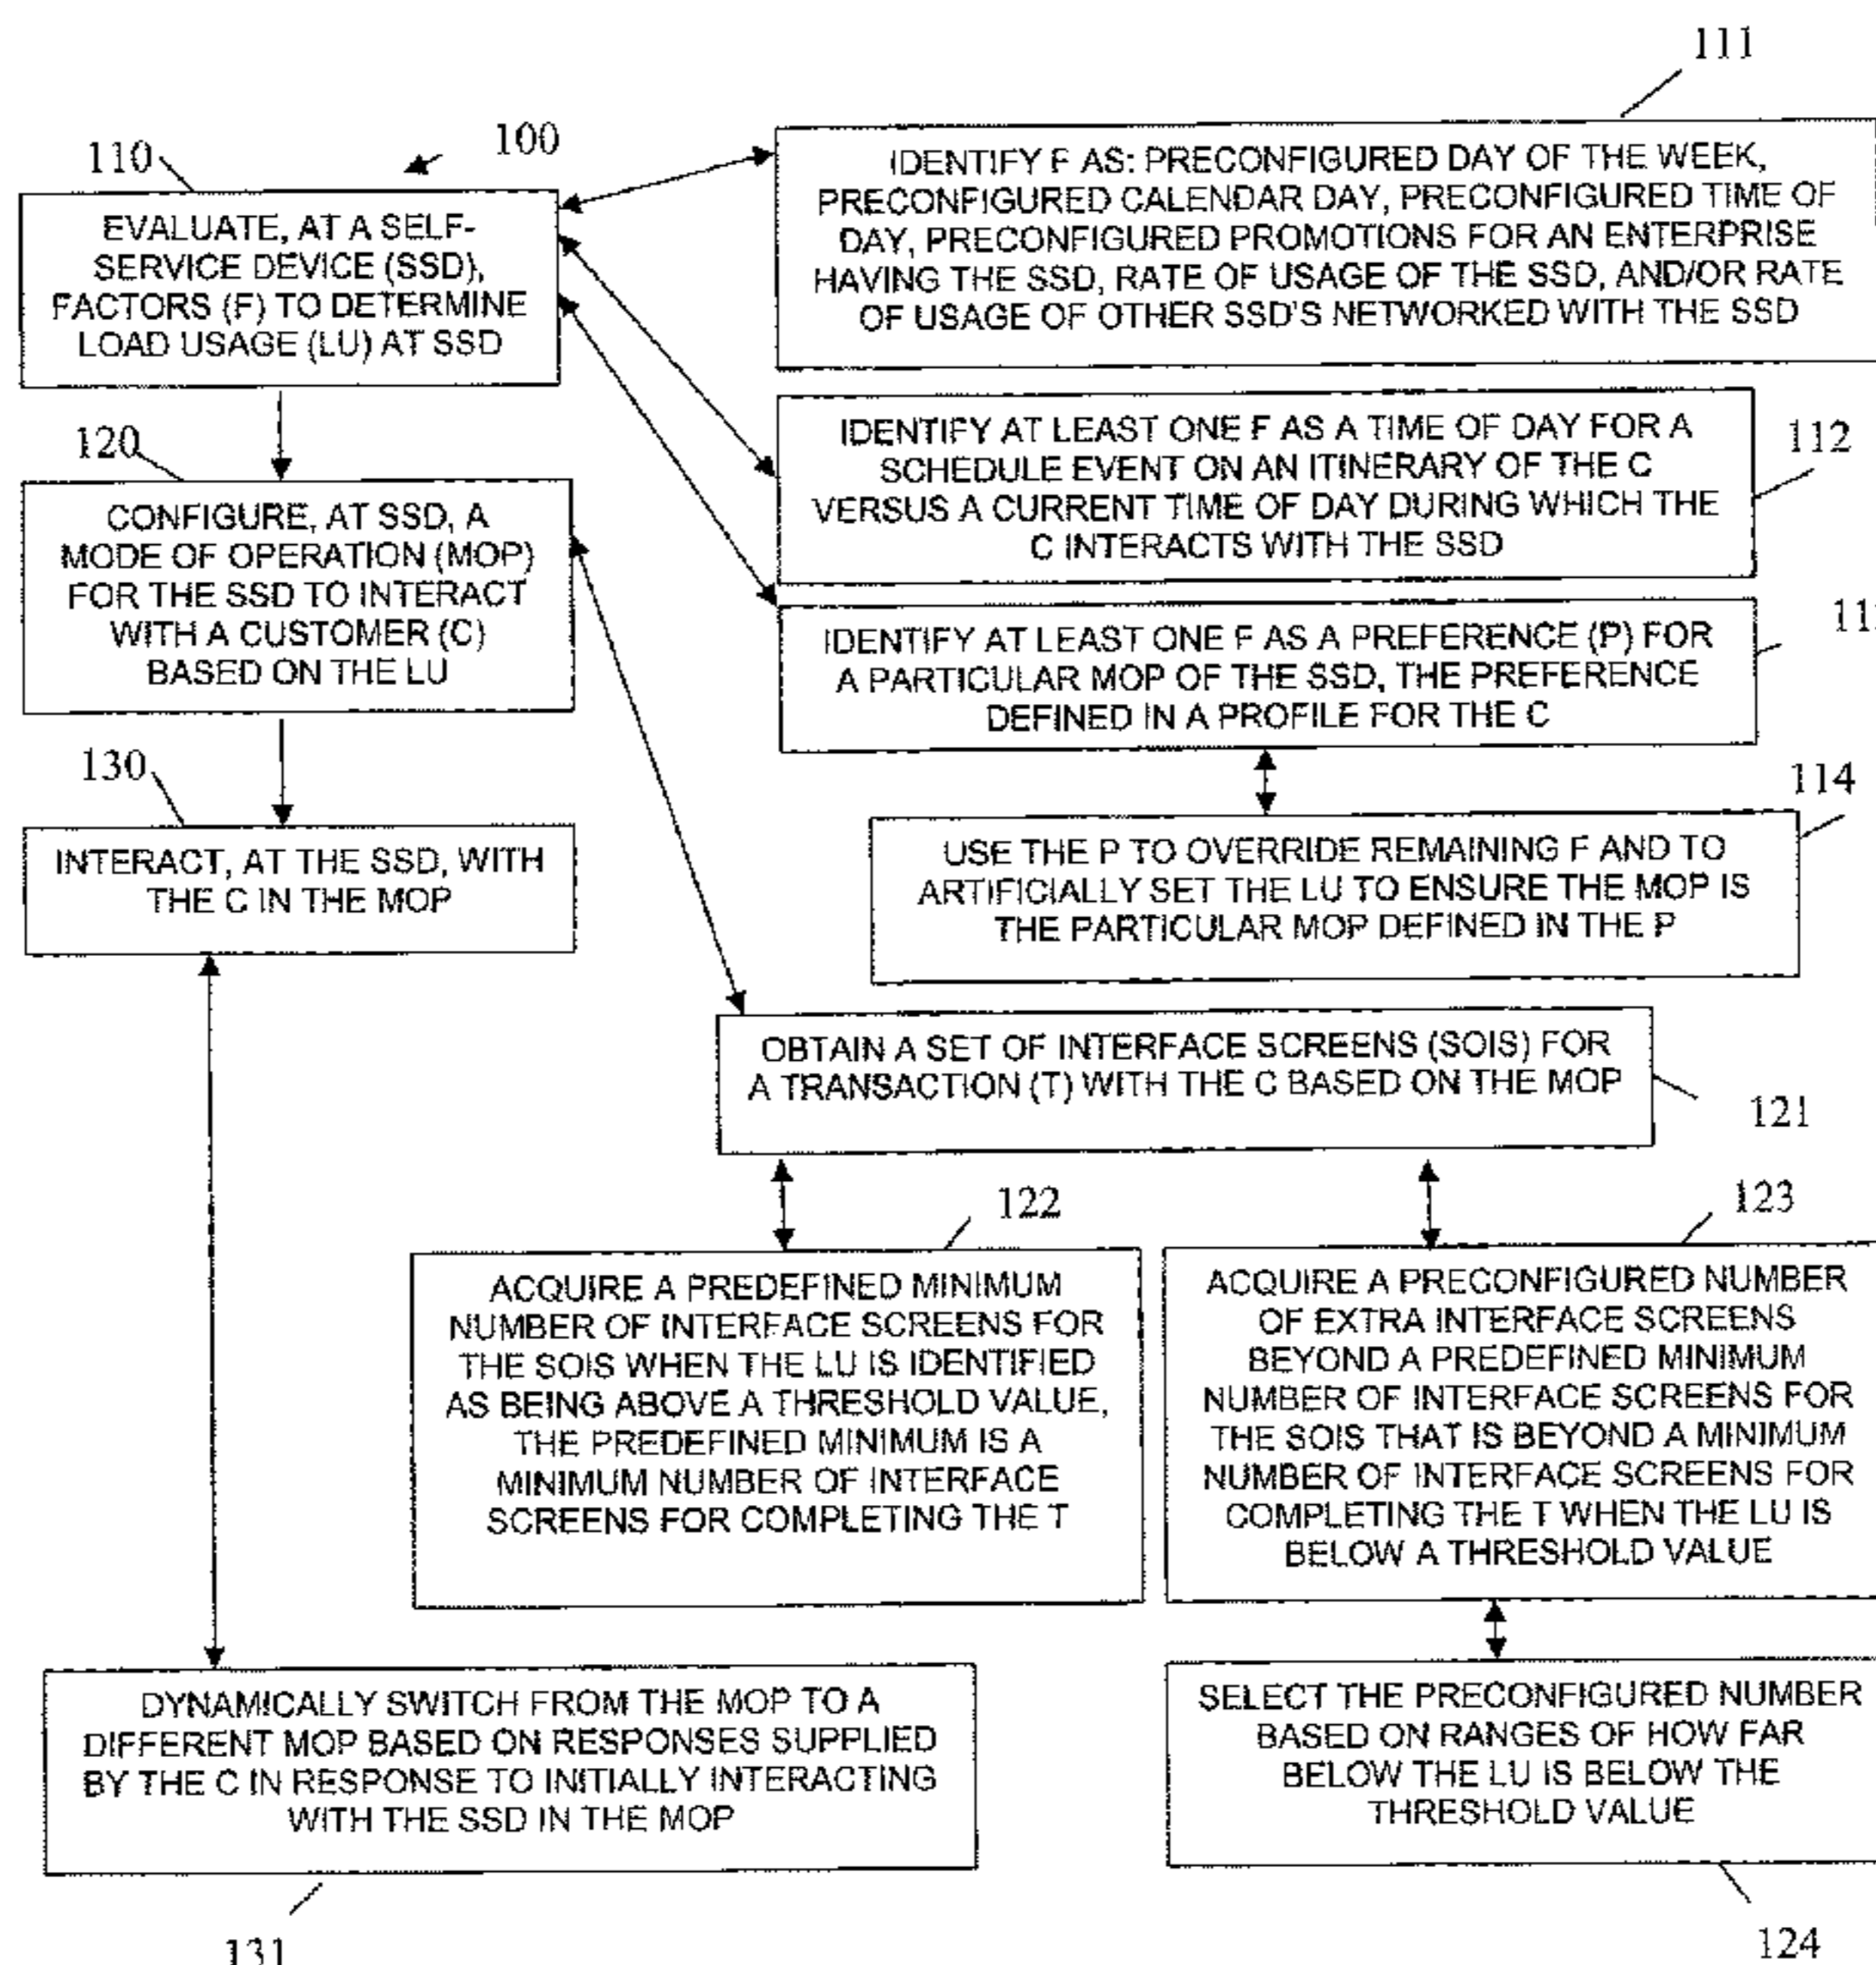 111
100
110
EVALUATE, AT A SELF-
SERVICE DEVICE (SSD),
FACTORS (F) TO DETERMINE
LOAD USAGE (LU) AT SSD
IDENTIFY F AS: PRECONFIGURED DAY OF THE WEEK,
PRECONFIGURED CALENDAR DAY, PRECONFIGURED TIME OF
DAY, PRECONFIGURED PROMOTIONS FOR AN ENTERPRISE
HAVING THE SSD, RATE OF USAGE OF THE SSD, AND/OR RATE
OF USAGE OF OTHER SSD'S NETWORKED WITH THE SSD
120
CONFIGURE, AT SSD, A
MODE OF OPERATION (MOP)
FOR THE SSD TO INTERACT
WITH A CUSTOMER (C)
BASED ON THE LU
IDENTIFY AT LEAST ONE F AS A TIME OF DAY FOR A
SCHEDULE EVENT ON AN ITINERARY OF THE C
VERSUS A CURRENT TIME OF DAY DURING WHICH THE
C INTERACTS WITH THE SSD
112
IDENTIFY AT LEAST ONE F AS A PREFERENCE (P) FOR
A PARTICULAR MOP OF THE SSD, THE PREFERENCE
DEFINED IN A PROFILE FOR THE C
130
INTERACT, AT THE SSD, WITH
THE C IN THE MOP
114
USE THE P TO OVERRIDE REMAINING F AND TO
ARTIFICIALLY SET THE LU TO ENSURE THE MOP IS
THE PARTICULAR MOP DEFINED IN THE P
OBTAIN A SET OF INTERFACE SCREENS (SOIS) FOR
A TRANSACTION (T) WITH THE C BASED ON THE MOP
121
122
ACQUIRE A PREDEFINED MINIMUM
NUMBER OF INTERFACE SCREENS FOR
THE SOIS WHEN THE LU IS IDENTIFIED
AS BEING ABOVE A THRESHOLD VALUE,
THE PREDEFINED MINIMUM IS A
MINIMUM NUMBER OF INTERFACE
SCREENS FOR COMPLETING THE T
123
ACQUIRE A PRECONFIGURED NUMBER
OF EXTRA INTERFACE SCREENS
BEYOND A PREDEFINED MINIMUM
NUMBER OF INTERFACE SCREENS FOR
THE SOIS THAT IS BEYOND A MINIMUM
NUMBER OF INTERFACE SCREENS FOR
COMPLETING THE T WHEN THE LU IS
BELOW A THRESHOLD VALUE
DYNAMICALLY SWITCH FROM THE MOP TO A
DIFFERENT MOP BASED ON RESPONSES SUPPLIED
BY THE C IN RESPONSE TO INITIALLY INTERACTING
WITH THE SSD IN THE MOP
131
SELECT THE PRECONFIGURED NUMBER
BASED ON RANGES OF HOW FAR
BELOW THE LU IS BELOW THE
THRESHOLD VALUE
124